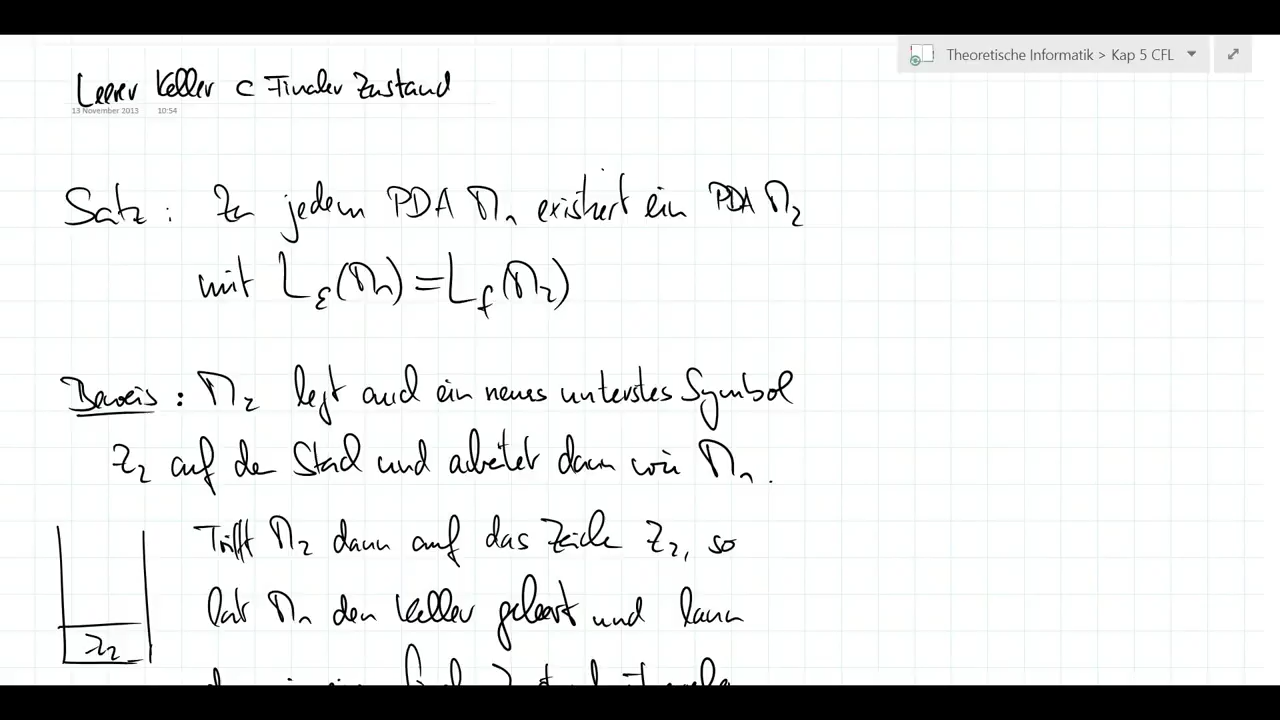 Theoretische Informatik > Kap 5 CFL
Leerer Keller ⊂ Finaler Zustand
13 November 2013 10:54
Satz: Zu jedem PDA M₁ existiert ein PDA M₂
mit L_ε(M₁) = L_f(M₂)
Beweis: M₂ legt auch ein neues unterstes Symbol
Z₂ auf den Stack und arbeitet dann wie M₁.
Trifft M₂ dann auf das Zeichen Z₂, so
hat M₁ den Keller geleert und kann
Z₂